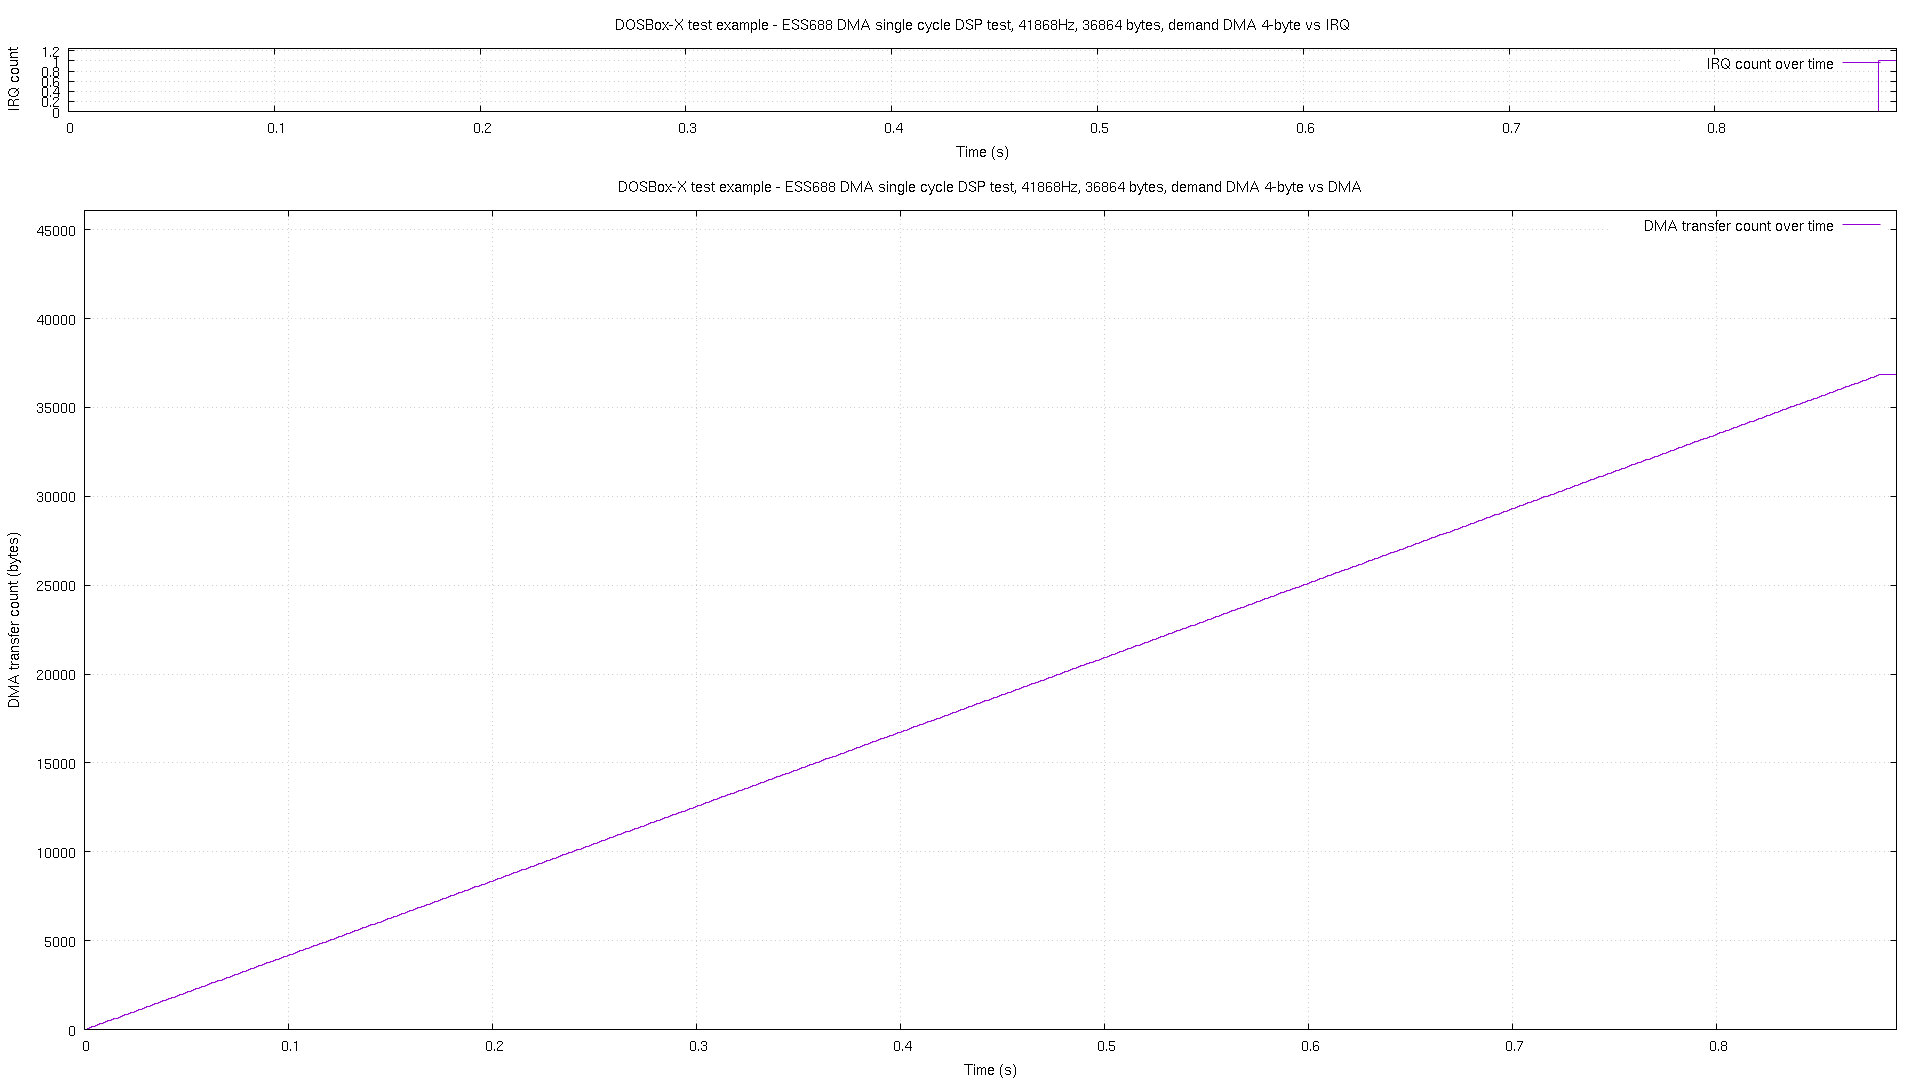 DOSBox-X test example - ESS688 DMA single cycle DSP test, 41868Hz, 36864 bytes, demand DMA 4-byte vs IRQ
IRQ count
1.2
1
0.8
0.6
0.4
0.2
0
IRQ count over time
0 0.1 0.2 0.3 0.4 0.5 0.6 0.7 0.8
Time (s)
DOSBox-X test example - ESS688 DMA single cycle DSP test, 41868Hz, 36864 bytes, demand DMA 4-byte vs DMA
DMA transfer count over time
DMA transfer count (bytes)
45000
40000
35000
30000
25000
20000
15000
10000
5000
0
0 0.1 0.2 0.3 0.4 0.5 0.6 0.7 0.8
Time (s)